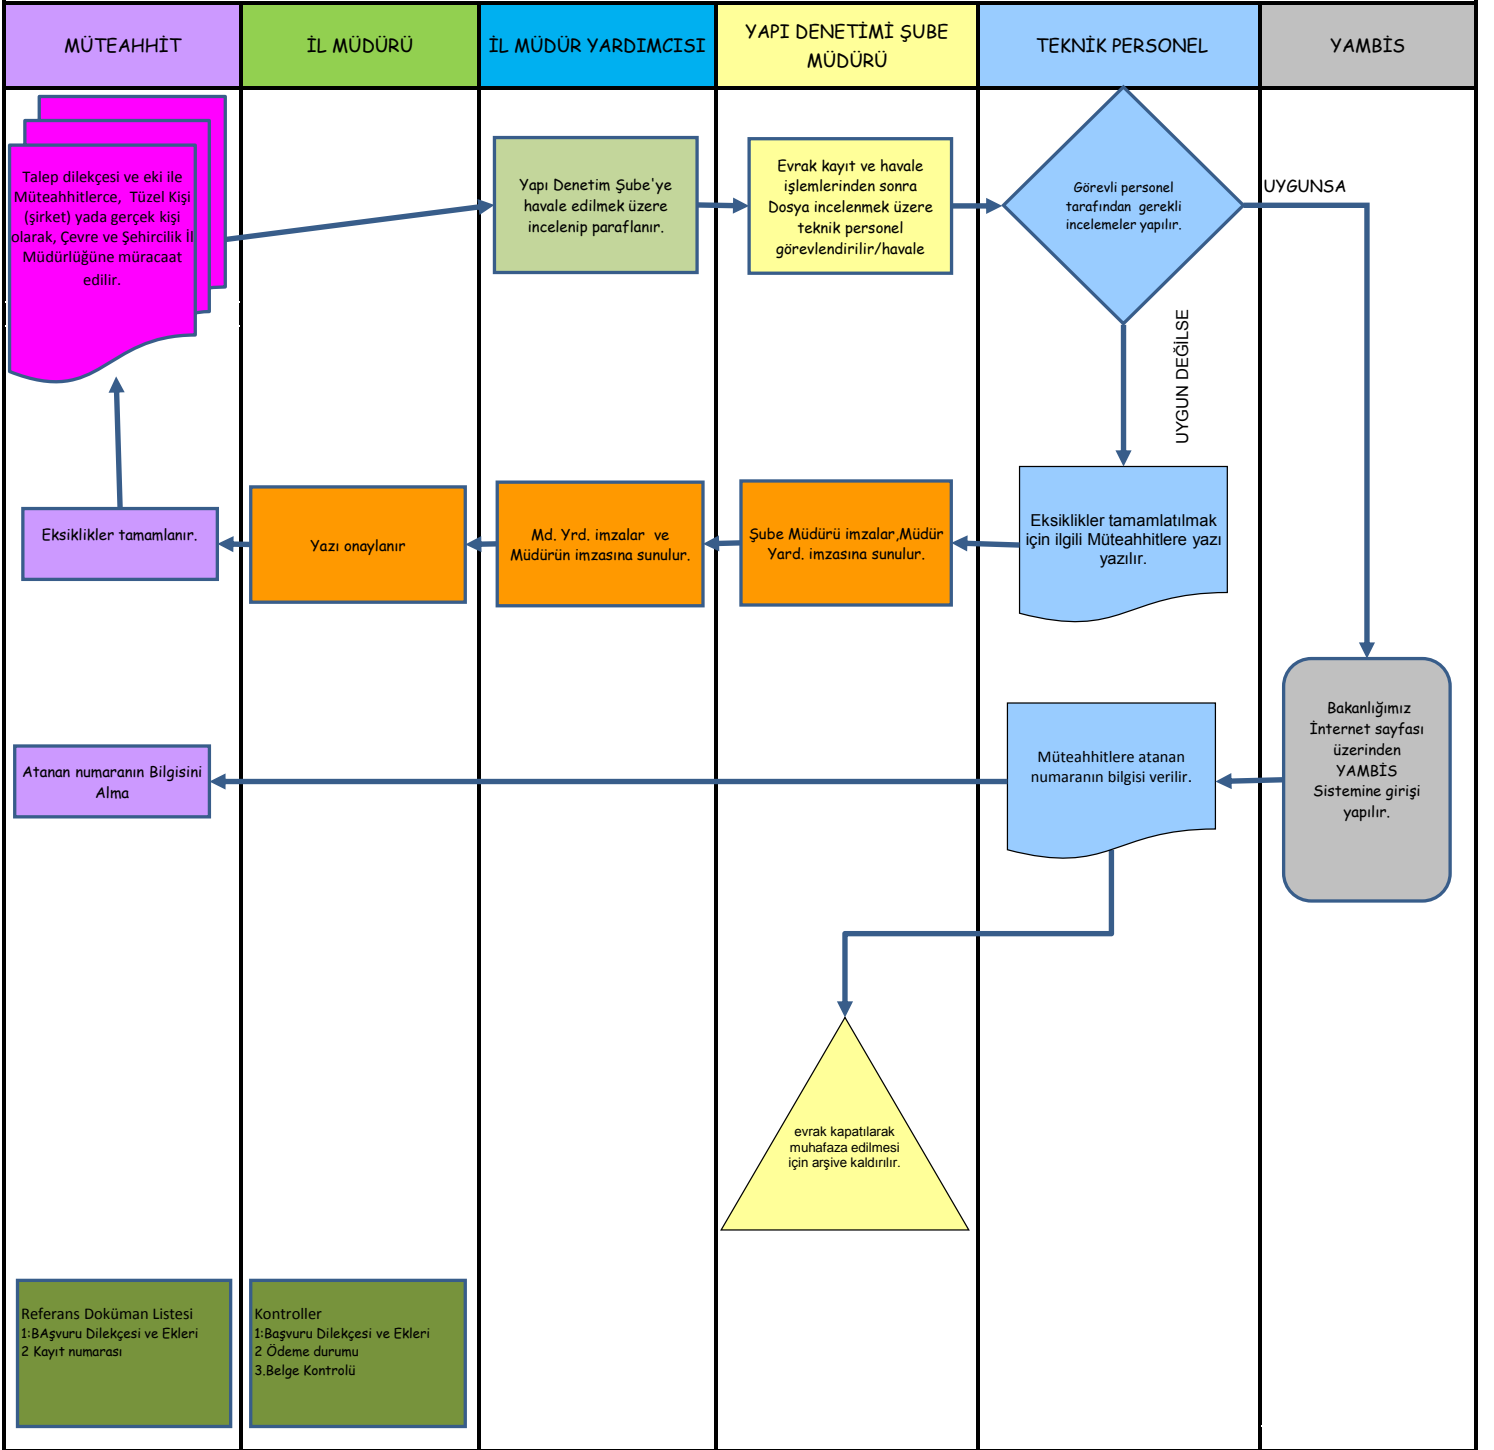 MÜTEAHHİT
İL MÜDÜRÜ
İL MÜDÜR YARDIMCISI
YAPI DENETİMİ ŞUBE
MÜDÜRÜ
TEKNİK PERSONEL
YAMBİS
Talep dilekçesi ve eki ile
Müteahhitlerce, Tüzel Kişi
(şirket) yada gerçek kişi
olarak, Çevre ve Şehircilik İl
Müdürlüğüne müracaat
edilir.
Yapı Denetim Şube'ye
havale edilmek üzere
incelenip paraflanır.
Evrak kayıt ve havale
işlemlerinden sonra
Dosya incelenmek üzere
teknik personel
görevlendirilir/havale
Görevli personel
tarafından gerekli
incelemeler yapılır.
UYGUNSA
UYGUN DEĞİLSE
Eksiklikler tamamlanır.
Yazı onaylanır
Md. Yrd. imzalar ve
Müdürün imzasına sunulur.
Şube Müdürü imzalar,Müdür
Yard. imzasına sunulur.
Eksiklikler tamamlatılmak
için ilgili Müteahhitlere yazı
yazılır.
Atanan numaranın Bilgisini
Alma
Müteahhitlere atanan
numaranın bilgisi verilir.
Bakanlığımız
İnternet sayfası
üzerinden
YAMBİS
Sistemine girişi
yapılır.
evrak kapatılarak
muhafaza edilmesi
için arşive kaldırılır.
Referans Doküman Listesi
1:BAşvuru Dilekçesi ve Ekleri
2 Kayıt numarası
Kontroller
1:Başvuru Dilekçesi ve Ekleri
2 Ödeme durumu
3.Belge Kontrolü